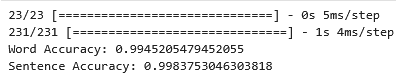 23/23 [==============================] - 0s 5ms/step
231/231 [==============================] - 1s 4ms/step
Word Accuracy: 0.9945205479452055
Sentence Accuracy: 0.9983753046303818